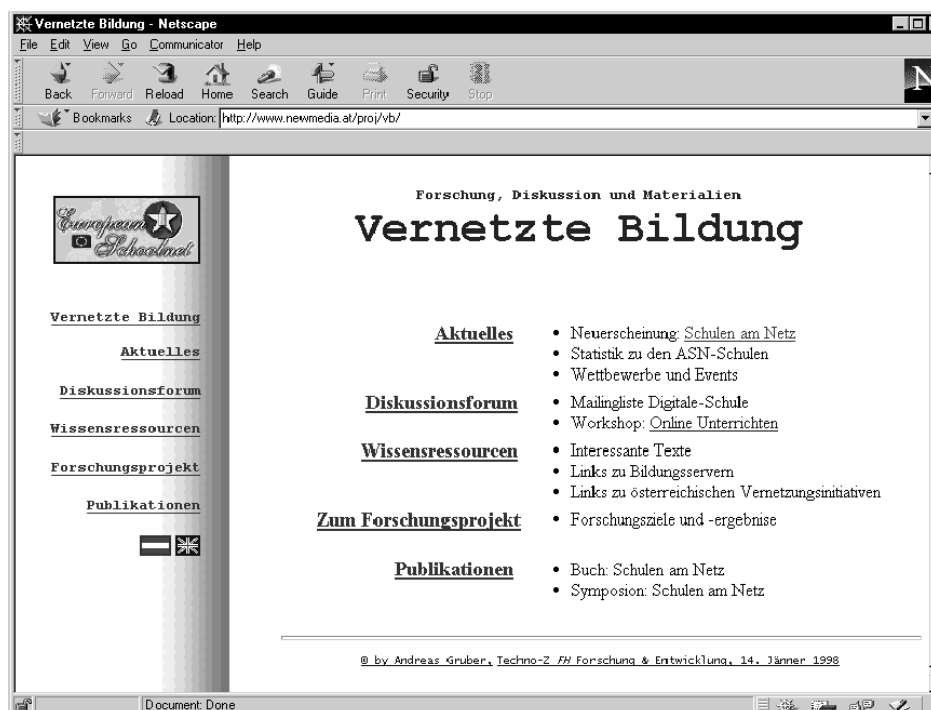 Vernetzte Bildung - Netscape
File Edit View Go Communicator Help
Back Forward Reload Home Search Guide Print Security Stop
N
Bookmarks Location: http://www.newmedia.at/proj/vb/
European
Schoolnet
Vernetzte Bildung
Aktuelles
Diskussionsforum
Wissensressourcen
Forschungsprojekt
Publikationen
Forschung, Diskussion und Materialien
Vernetzte Bildung
Aktuelles
• Neuerscheinung: Schulen am Netz
• Statistik zu den ASN-Schulen
• Wettbewerbe und Events
Diskussionsforum
• Mailingliste Digitale-Schule
• Workshop: Online Unterrichten
Wissensressourcen
• Interessante Texte
• Links zu Bildungsservern
• Links zu österreichischen Vernetzungsinitiativen
Zum Forschungsprojekt
• Forschungsziele und -ergebnise
Publikationen
• Buch: Schulen am Netz
• Symposion: Schulen am Netz
© by Andreas Gruber, Techno-Z FH Forschung & Entwicklung, 14. Jänner 1998
Document: Done